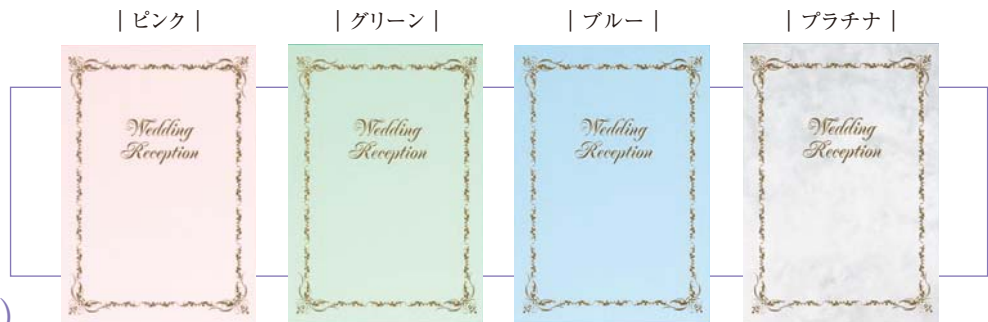 | ピンク |
| グリーン |
| ブルー |
| プラチナ |
Wedding
Reception
Wedding
Reception
Wedding
Reception
Wedding
Reception
)